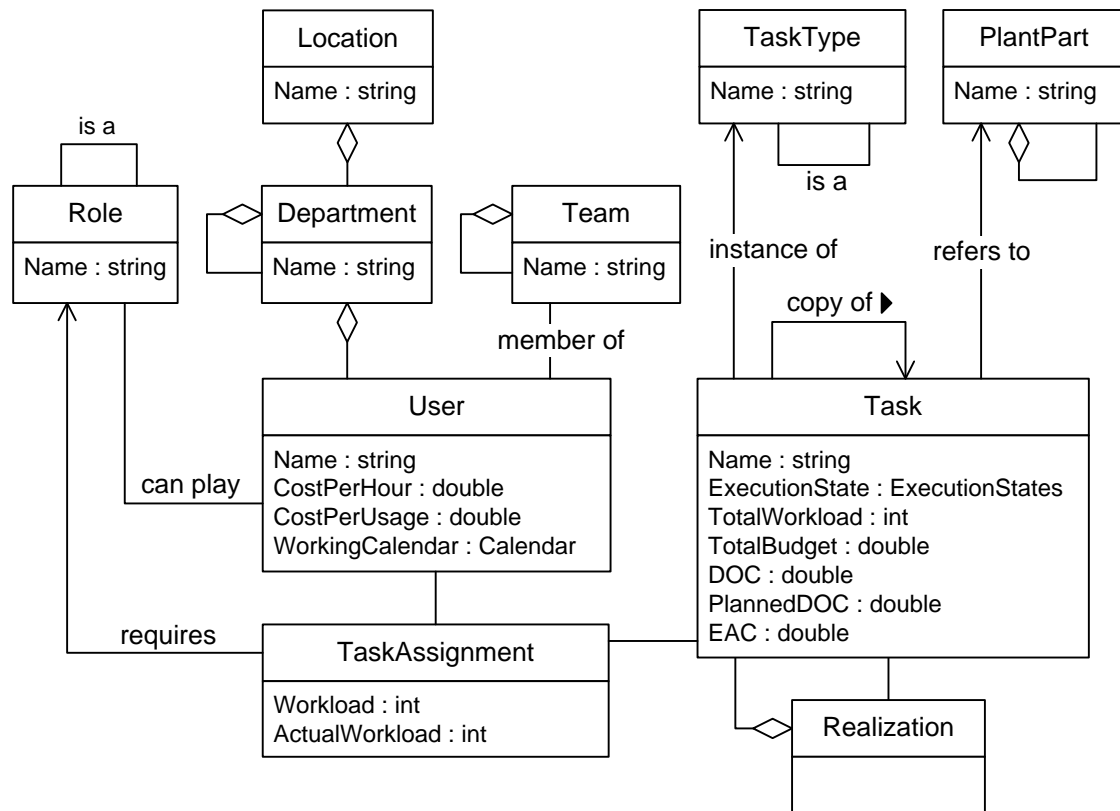 Location
Name : string
TaskType
Name : string
PlantPart
Name : string
is a
is a
Role
Name : string
Department
Name : string
Team
Name : string
instance of
refers to
copy of
member of
User
Name : string
CostPerHour : double
CostPerUsage : double
WorkingCalendar : Calendar
can play
Task
Name : string
ExecutionState : ExecutionStates
TotalWorkload : int
TotalBudget : double
DOC : double
PlannedDOC : double
EAC : double
requires
TaskAssignment
Workload : int
ActualWorkload : int
Realization